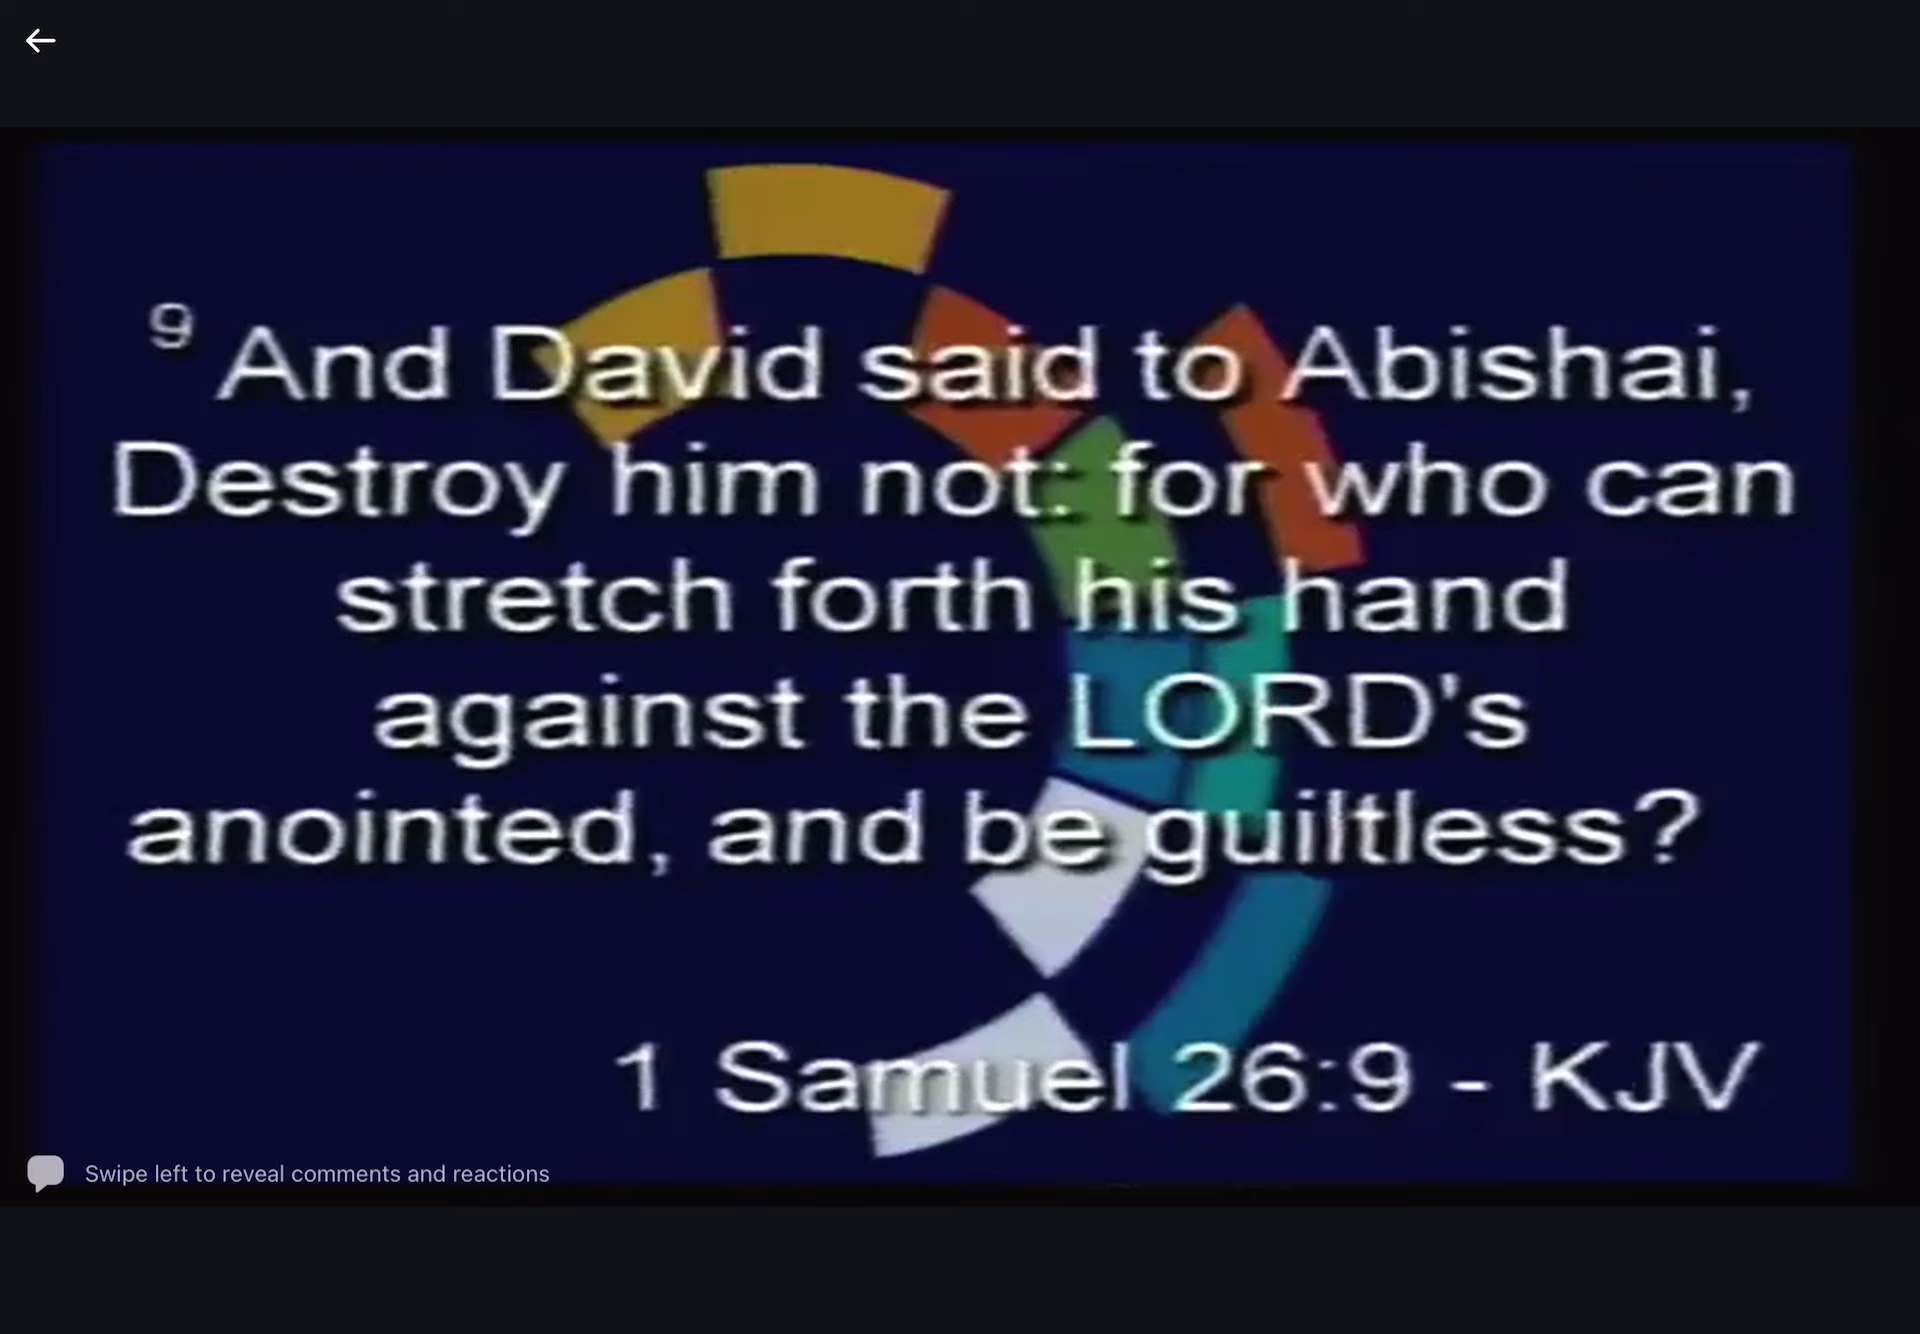 9 And David said to Abishai,
Destroy him not: for who can
stretch forth his hand
against the LORD's
anointed, and be guiltless?
1 Samuel 26:9 - KJV
Swipe left to reveal comments and reactions